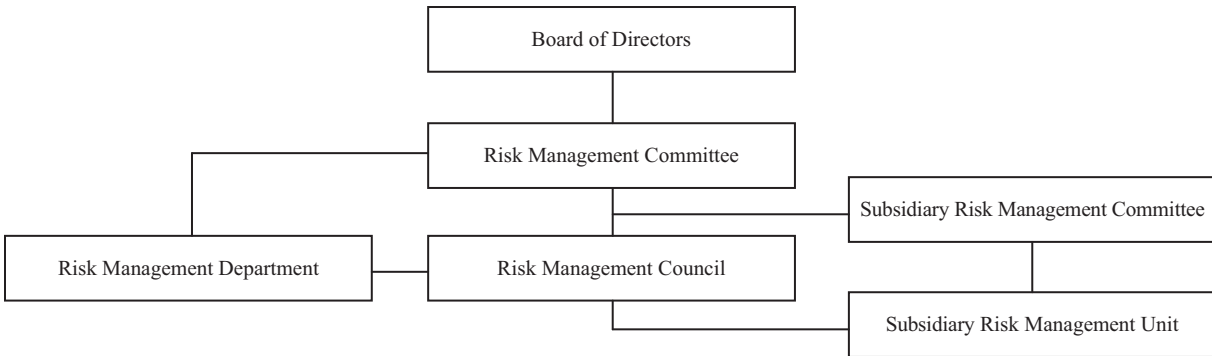 Board of Directors
Risk Management Committee
Subsidiary Risk Management Committee
Risk Management Department
Risk Management Council
Subsidiary Risk Management Unit